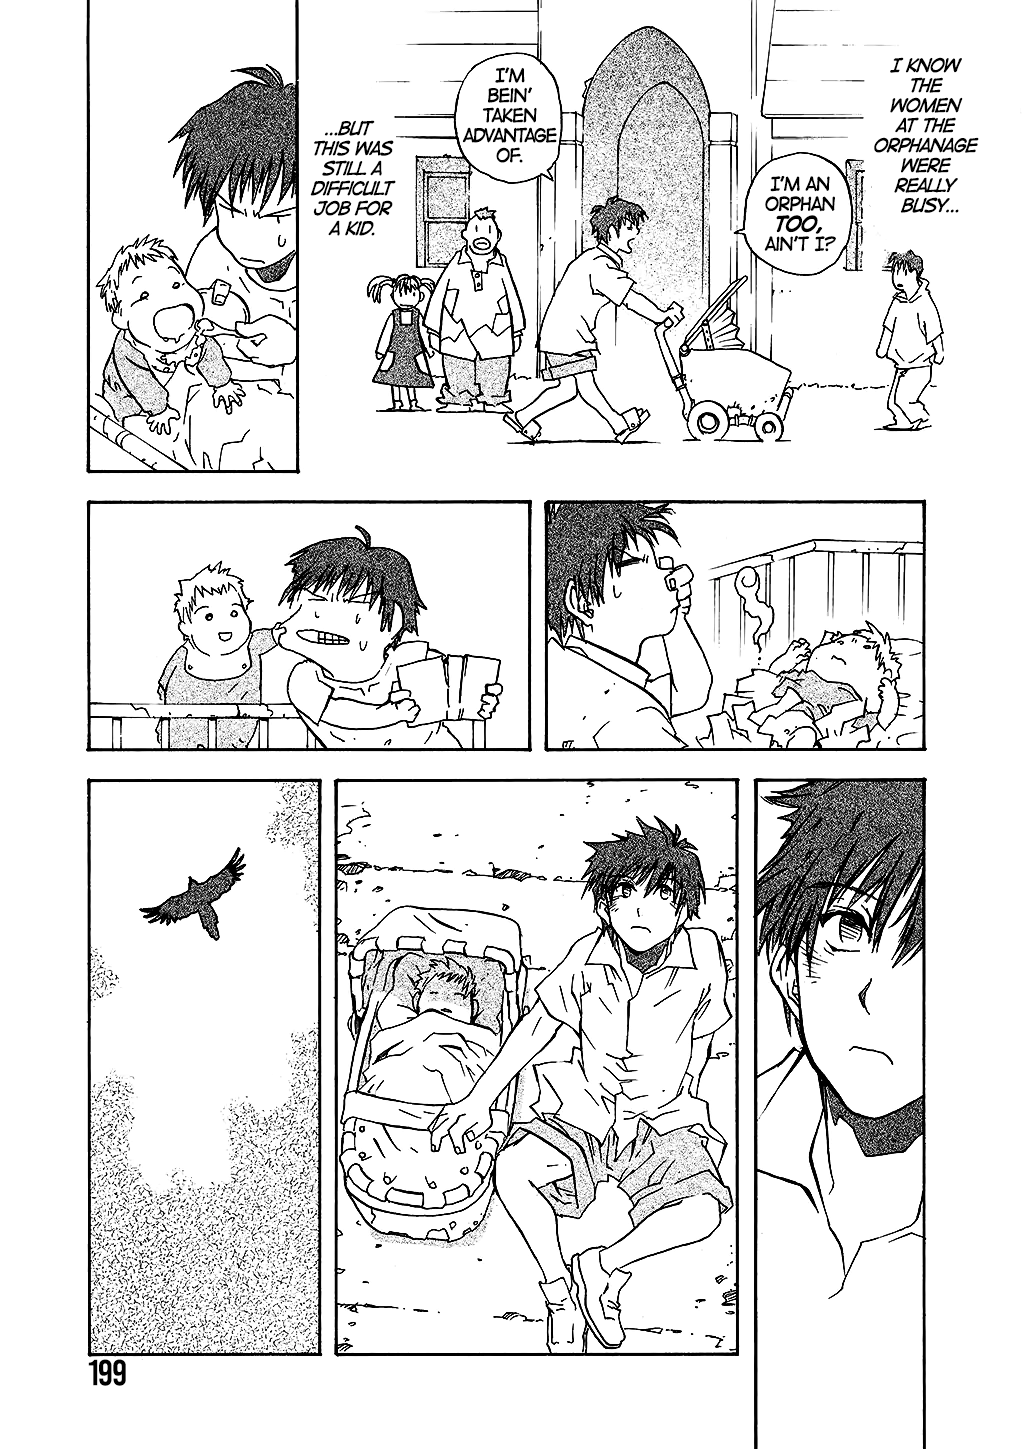 I KNOW
THE
WOMEN
AT THE
ORPHANAGE
WERE
REALLY
BUSY...
I'M AN
ORPHAN
TOO,
AIN'T I?
I'M
BEIN'
TAKEN
ADVANTAGE
OF.
...BUT
THIS WAS
STILL A
DIFFICULT
JOB FOR
A KID.
199